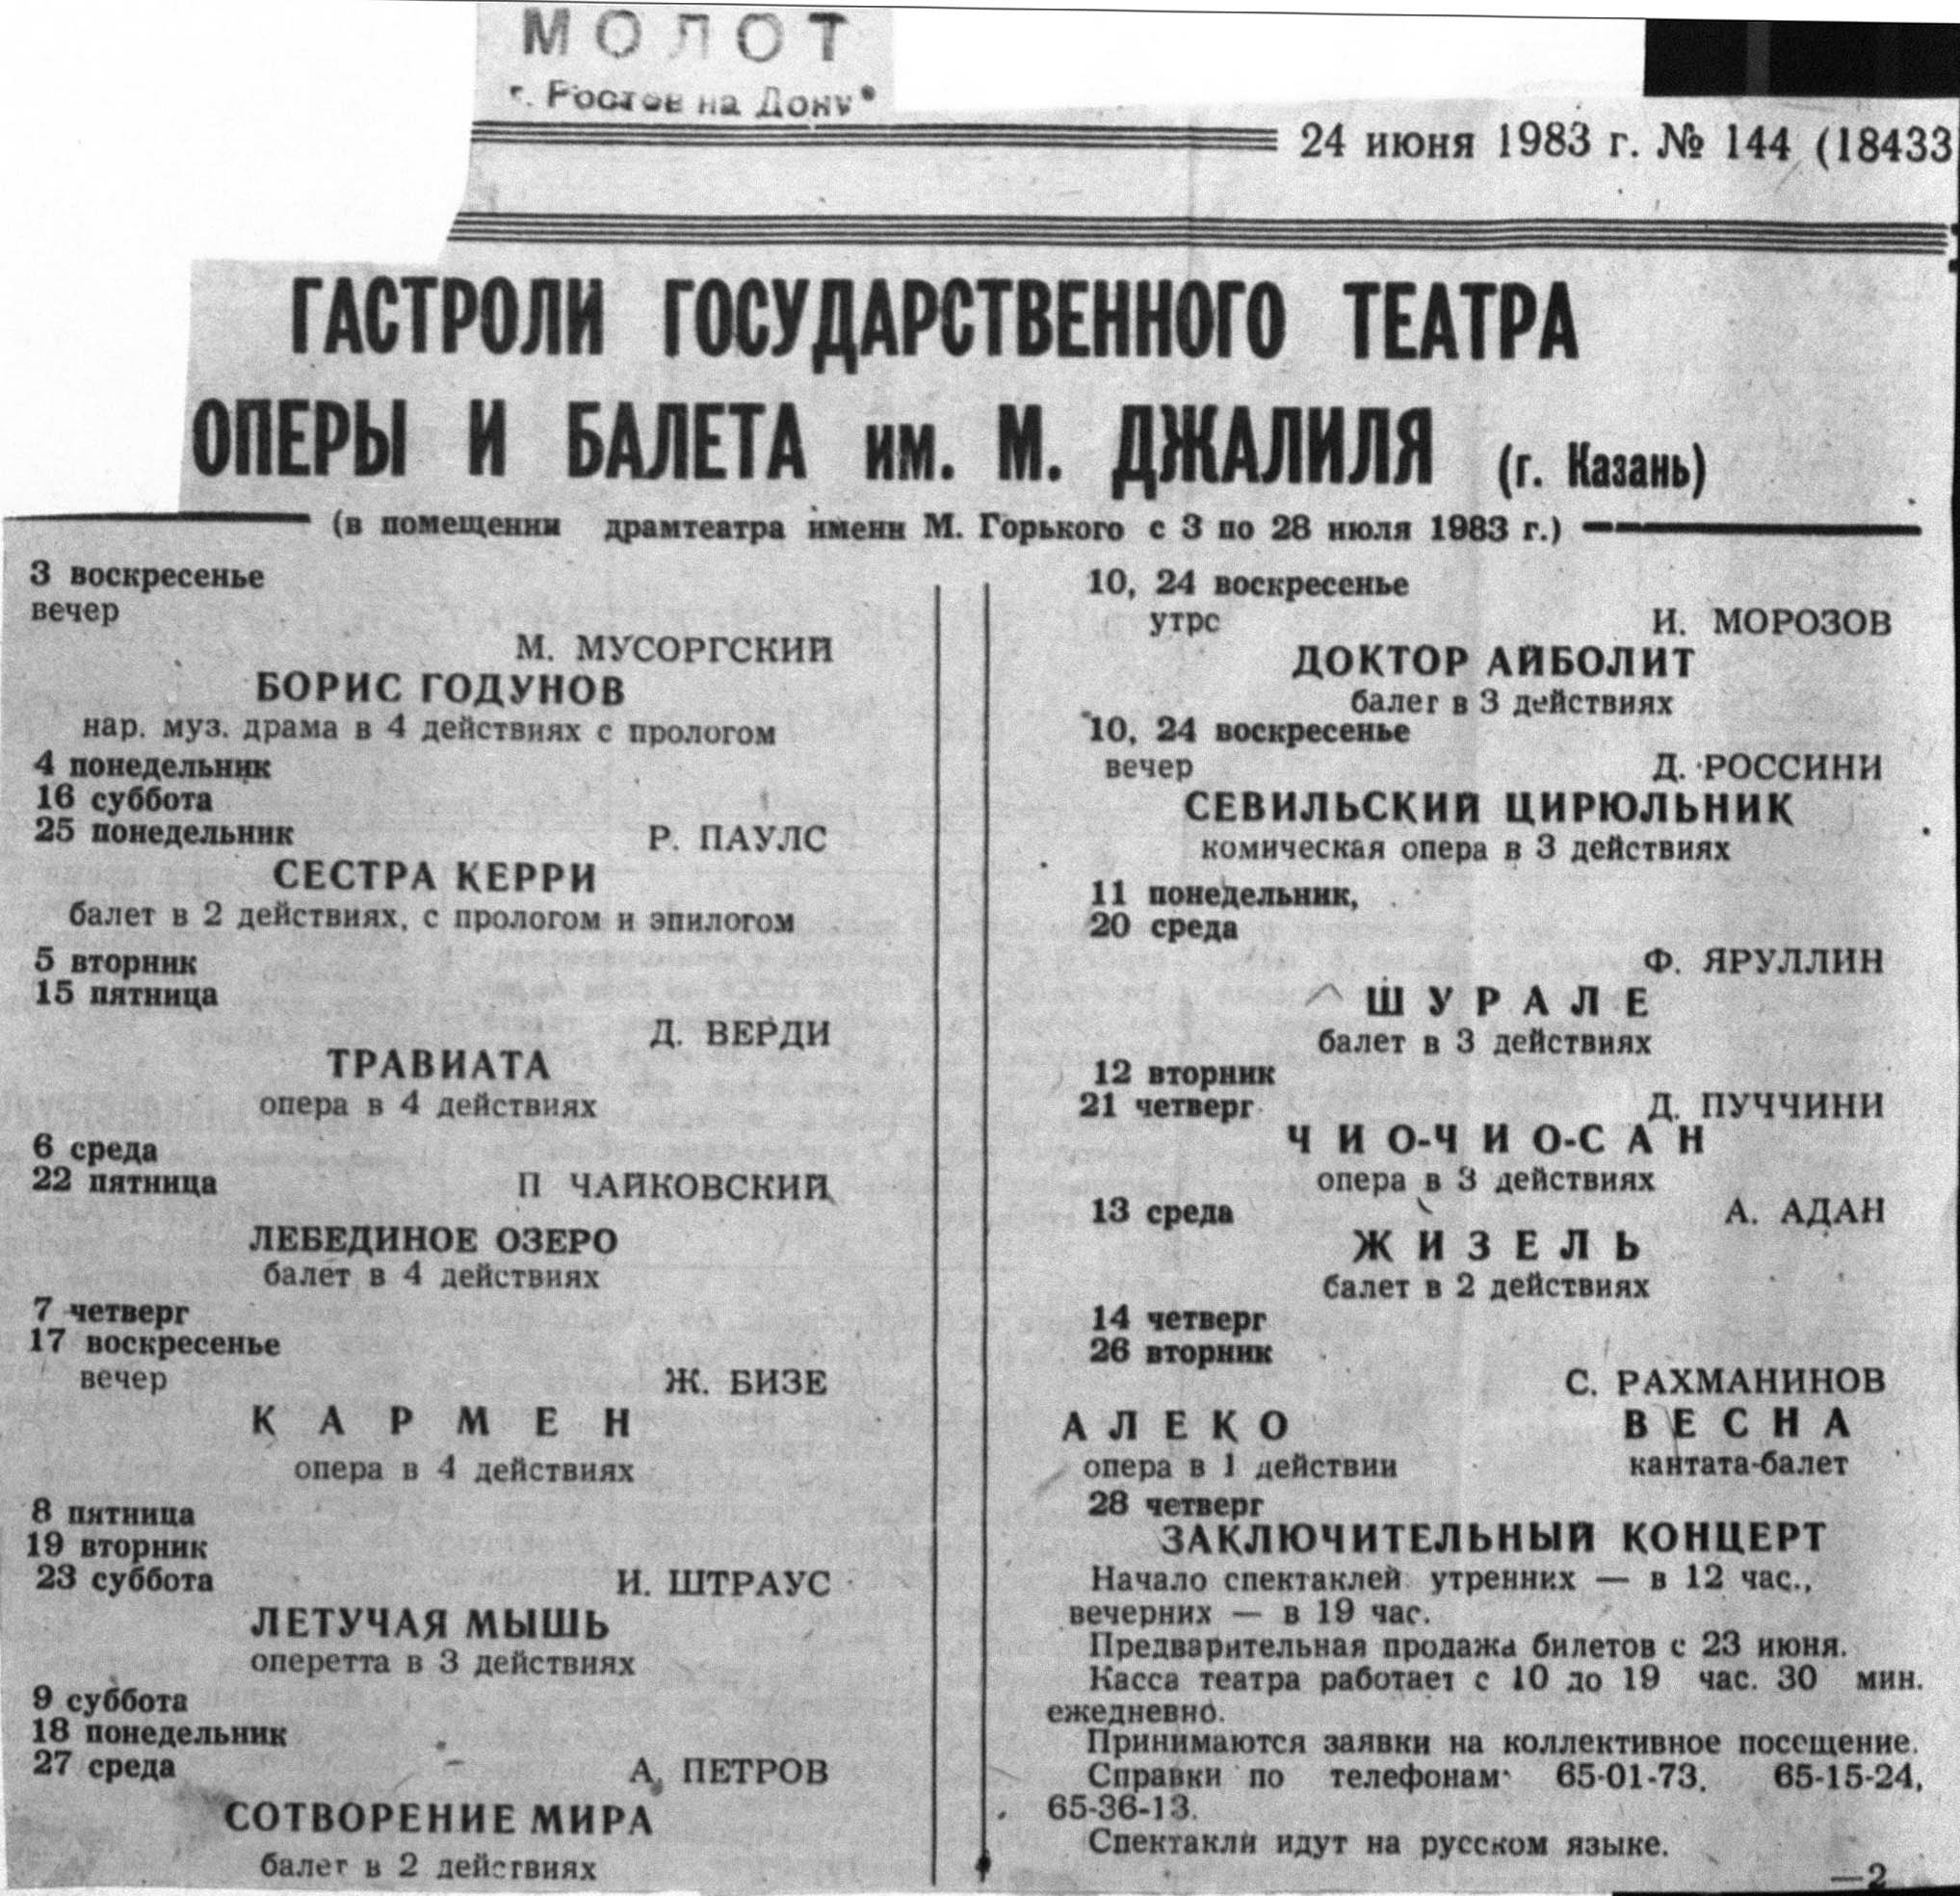 МОЛОТ
г. Ростов на Дону
24 июня 1983 г. № 144 (18433
ГАСТРОЛИ ГОСУДАРСТВЕННОГО ТЕАТРА
ОПЕРЫ И БАЛЕТА им. М. ДЖАЛИЛЯ (г. Казань)
(в помещении драмтеатра имени М. Горького с 3 по 28 июля 1983 г.)
3 воскресенье
вечер
М. МУСОРГСКИЙ
БОРИС ГОДУНОВ
нар. муз. драма в 4 действиях с прологом
4 понедельник
16 суббота
25 понедельник
Р. ПАУЛС
СЕСТРА КЕРРИ
балет в 2 действиях, с прологом и эпилогом
5 вторник
15 пятница
Д. ВЕРДИ
ТРАВИАТА
опера в 4 действиях
6 среда
22 пятница
П ЧАЙКОВСКИЙ
ЛЕБЕДИНОЕ ОЗЕРО
балет в 4 действиях
7 четверг
17 воскресенье
вечер
Ж. БИЗЕ
КАРМЕН
опера в 4 действиях
8 пятница
19 вторник
23 суббота
И. ШТРАУС
ЛЕТУЧАЯ МЫШЬ
оперетта в 3 действиях
9 суббота
18 понедельник
27 среда
А. ПЕТРОВ
СОТВОРЕНИЕ МИРА
балет в 2 действиях
10, 24 воскресенье
утро
И. МОРОЗОВ
ДОКТОР АЙБОЛИТ
балет в 3 действиях
10, 24 воскресенье
вечер
Д. РОССИНИ
СЕВИЛЬСКИЙ ЦИРЮЛЬНИК
комическая опера в 3 действиях
11 понедельник,
20 среда
Ф. ЯРУЛЛИН
ШУРАЛЕ
балет в 3 действиях
12 вторник
21 четверг
Д. ПУЧЧИНИ
ЧИО-ЧИО-САН
опера в 3 действиях
13 среда
А. АДАН
ЖИЗЕЛЬ
балет в 2 действиях
14 четверг
26 вторник
С. РАХМАНИНОВ
АЛЕКО ВЕСНА
опера в 1 действии кантата-балет
28 четверг
ЗАКЛЮЧИТЕЛЬНЫЙ КОНЦЕРТ
Начало спектаклей утренних — в 12 час.,
вечерних — в 19 час.
Предварительная продажа билетов с 23 июня.
Касса театра работает с 10 до 19 час. 30 мин.
ежедневно.
Принимаются заявки на коллективное посещение.
Справки по телефонам 65-01-73, 65-15-24,
65-36-13.
Спектакли идут на русском языке.
—2